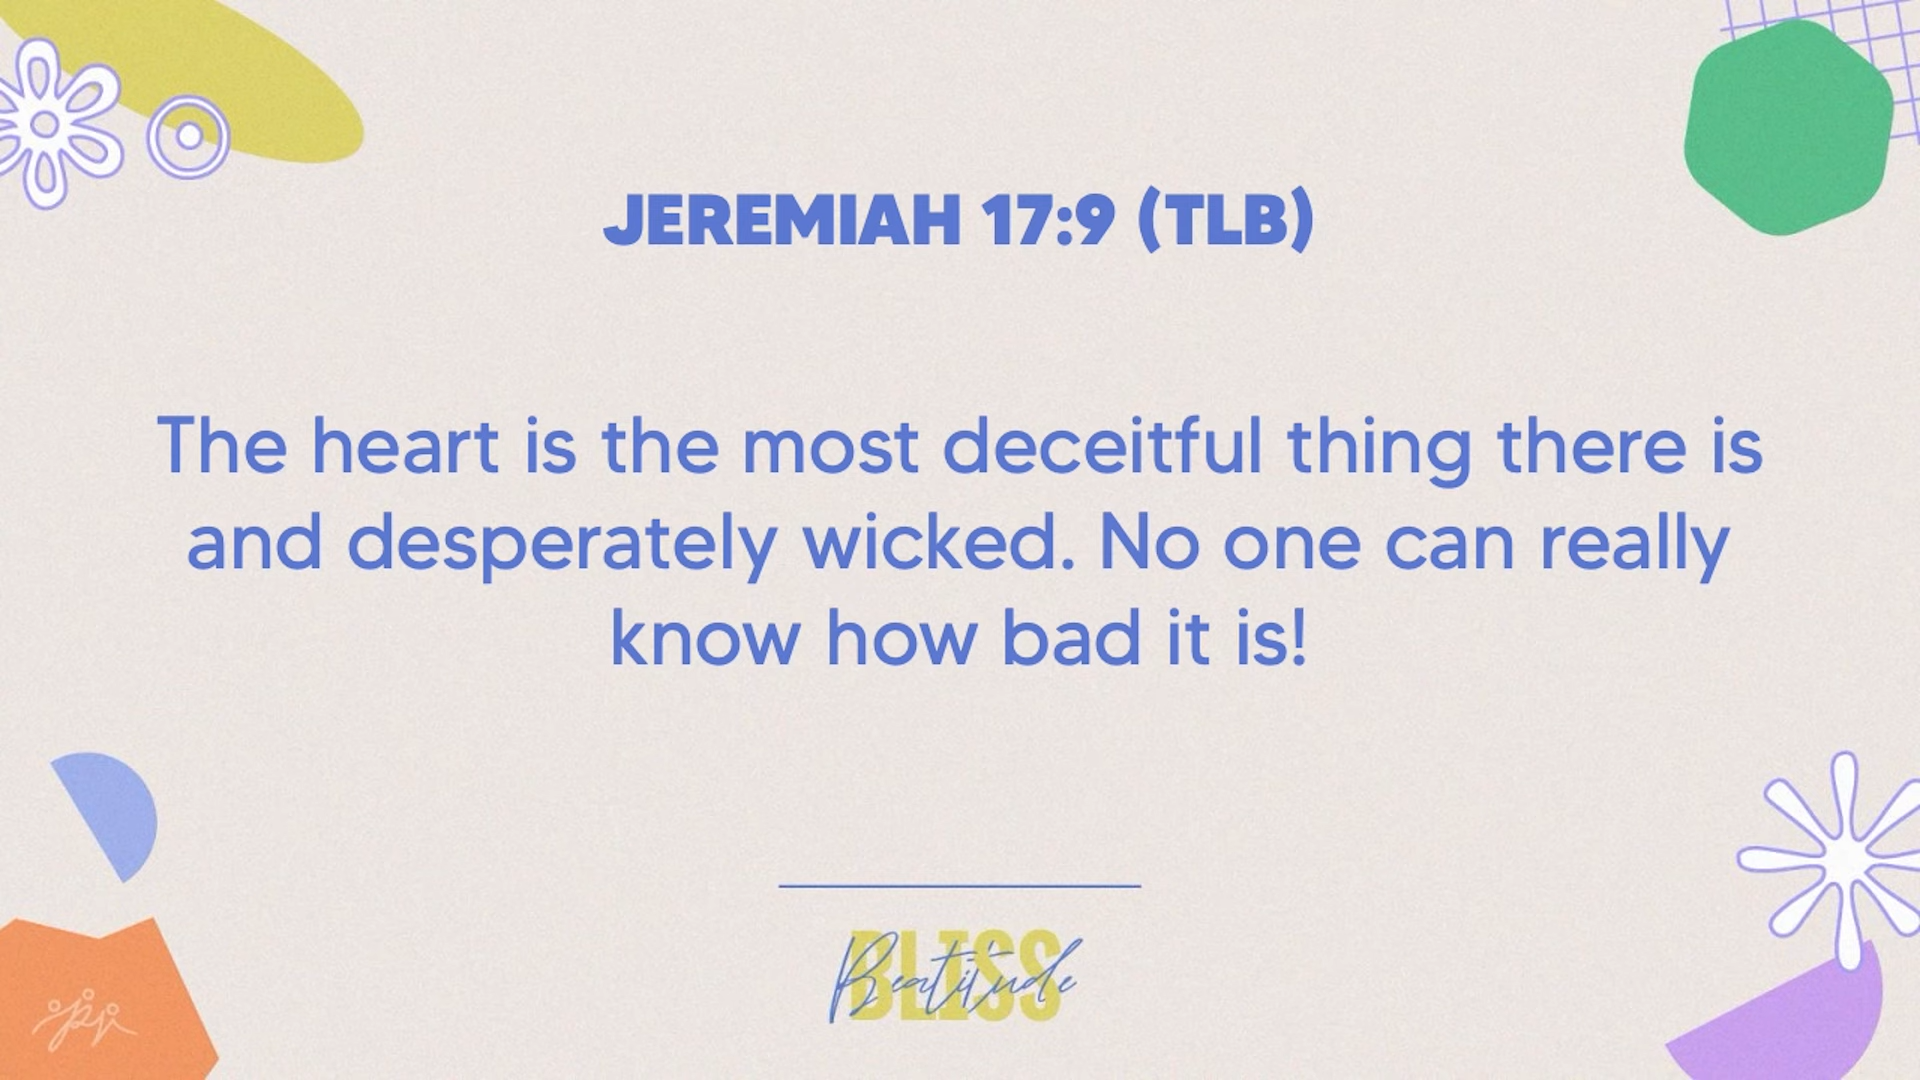 JEREMIAH 17:9 (TLB)
The heart is the most deceitful thing there is
and desperately wicked. No one can really
know how bad it is!
BLISS
Beatitude